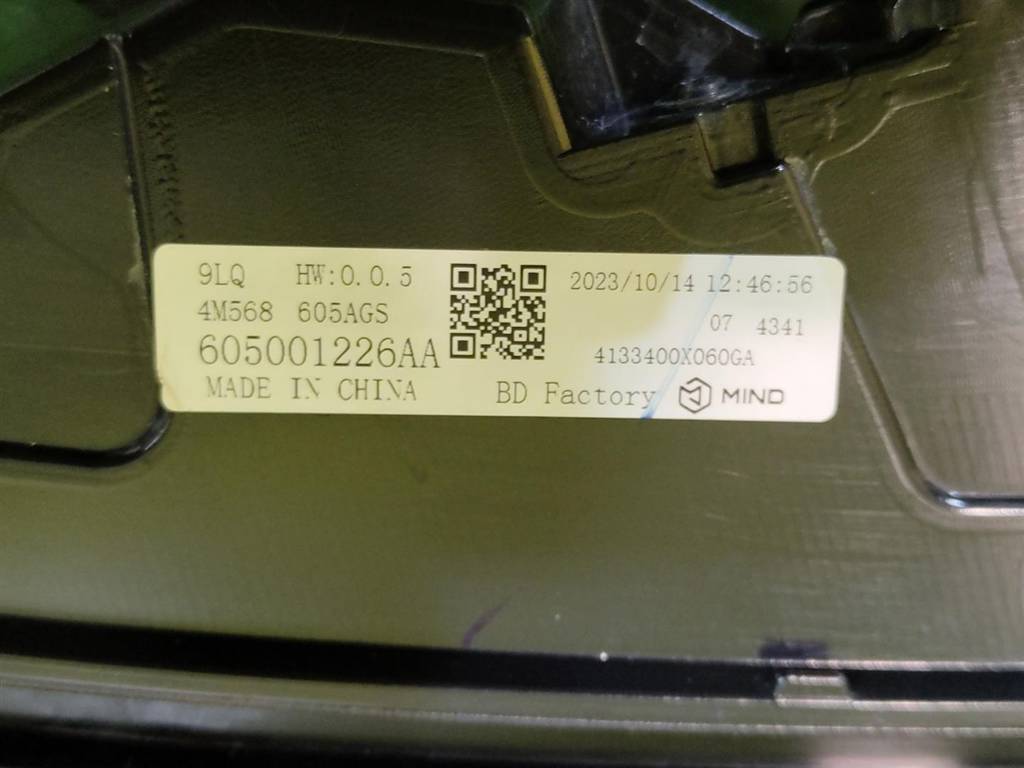 9LQ HW:0.0.5
2023/10/14 12:46:56
4M568 605AGS
07 4341
605001226AA
4133400X060GA
MADE IN CHINA
BD Factory MIND